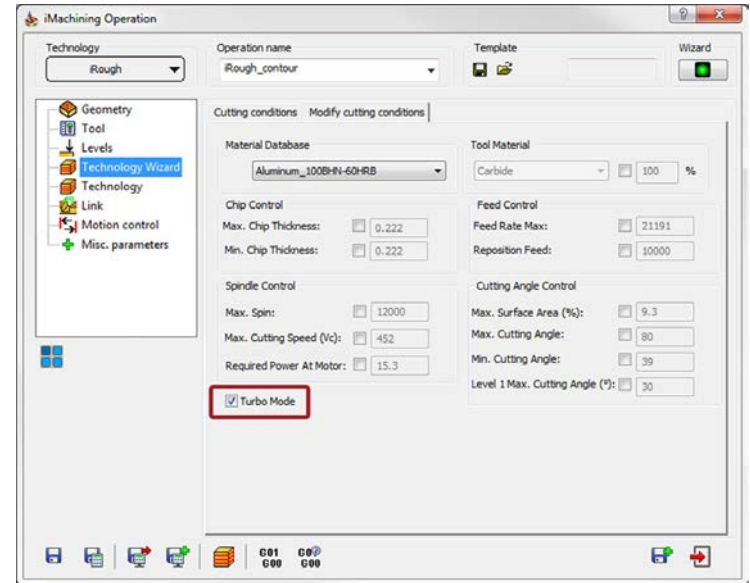 iMachining Operation
Technology
iRough
Operation name
iRough_contour
Template
Wizard
Geometry
Tool
Levels
Technology Wizard
Technology
Link
Motion control
Misc. parameters
Cutting conditions Modify cutting conditions
Material Database
Aluminum_100BHN-60HRB
Tool Material
Carbide 100 %
Chip Control
Max. Chip Thickness: 0.222
Min. Chip Thickness: 0.222
Feed Control
Feed Rate Max: 21191
Reposition Feed: 10000
Spindle Control
Max. Spin: 12000
Max. Cutting Speed (Vc): 452
Required Power At Motor: 15.3
Cutting Angle Control
Max. Surface Area (%): 9.3
Max. Cutting Angle: 80
Min. Cutting Angle: 39
Level 1 Max. Cutting Angle (°): 30
Turbo Mode
G01 G0
G00 G00